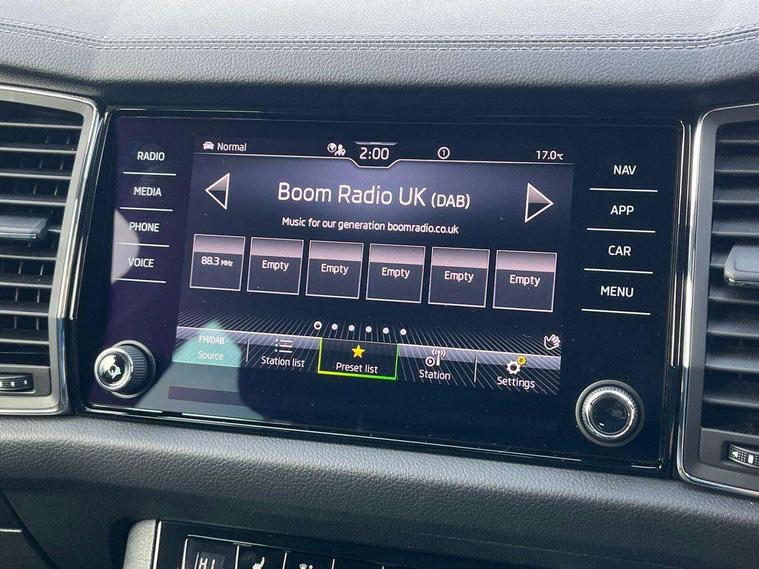 RADIO
MEDIA
PHONE
VOICE
Normal
2:00
1
17.0°C
Boom Radio UK (DAB)
Music for our generation boomradio.co.uk
88.3 MHz
Empty
Empty
Empty
Empty
Empty
FM/DAB
Source
Station list
Preset list
Station
Settings
NAV
APP
CAR
MENU
HI